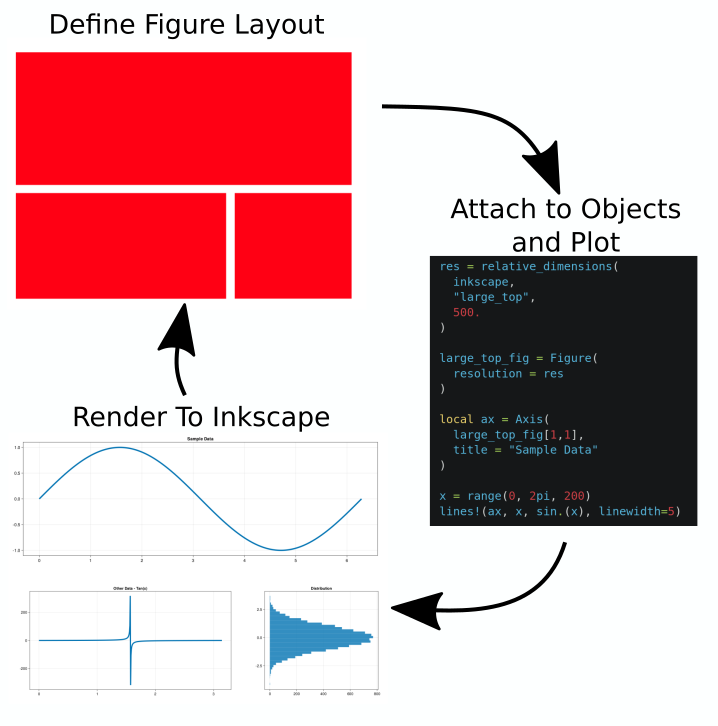 Define Figure Layout
Attach to Objects
and Plot
res = relative_dimensions(
  inkscape,
  "large_top",
  500.
)
large_top_fig = Figure(
  resolution = res
)
local ax = Axis(
  large_top_fig[1,1],
  title = "Sample Data"
)
x = range(0, 2pi, 200)
lines!(ax, x, sin.(x), linewidth=5)
Render To Inkscape
Sample Data
1.0
0.5
0.0
-0.5
-1.0
0 1 2 3 4 5 6
Other Data - Tan(x)
0
0 1 2 3
Distribution
2.5
0.0
-2.5
0 200 400 600 800